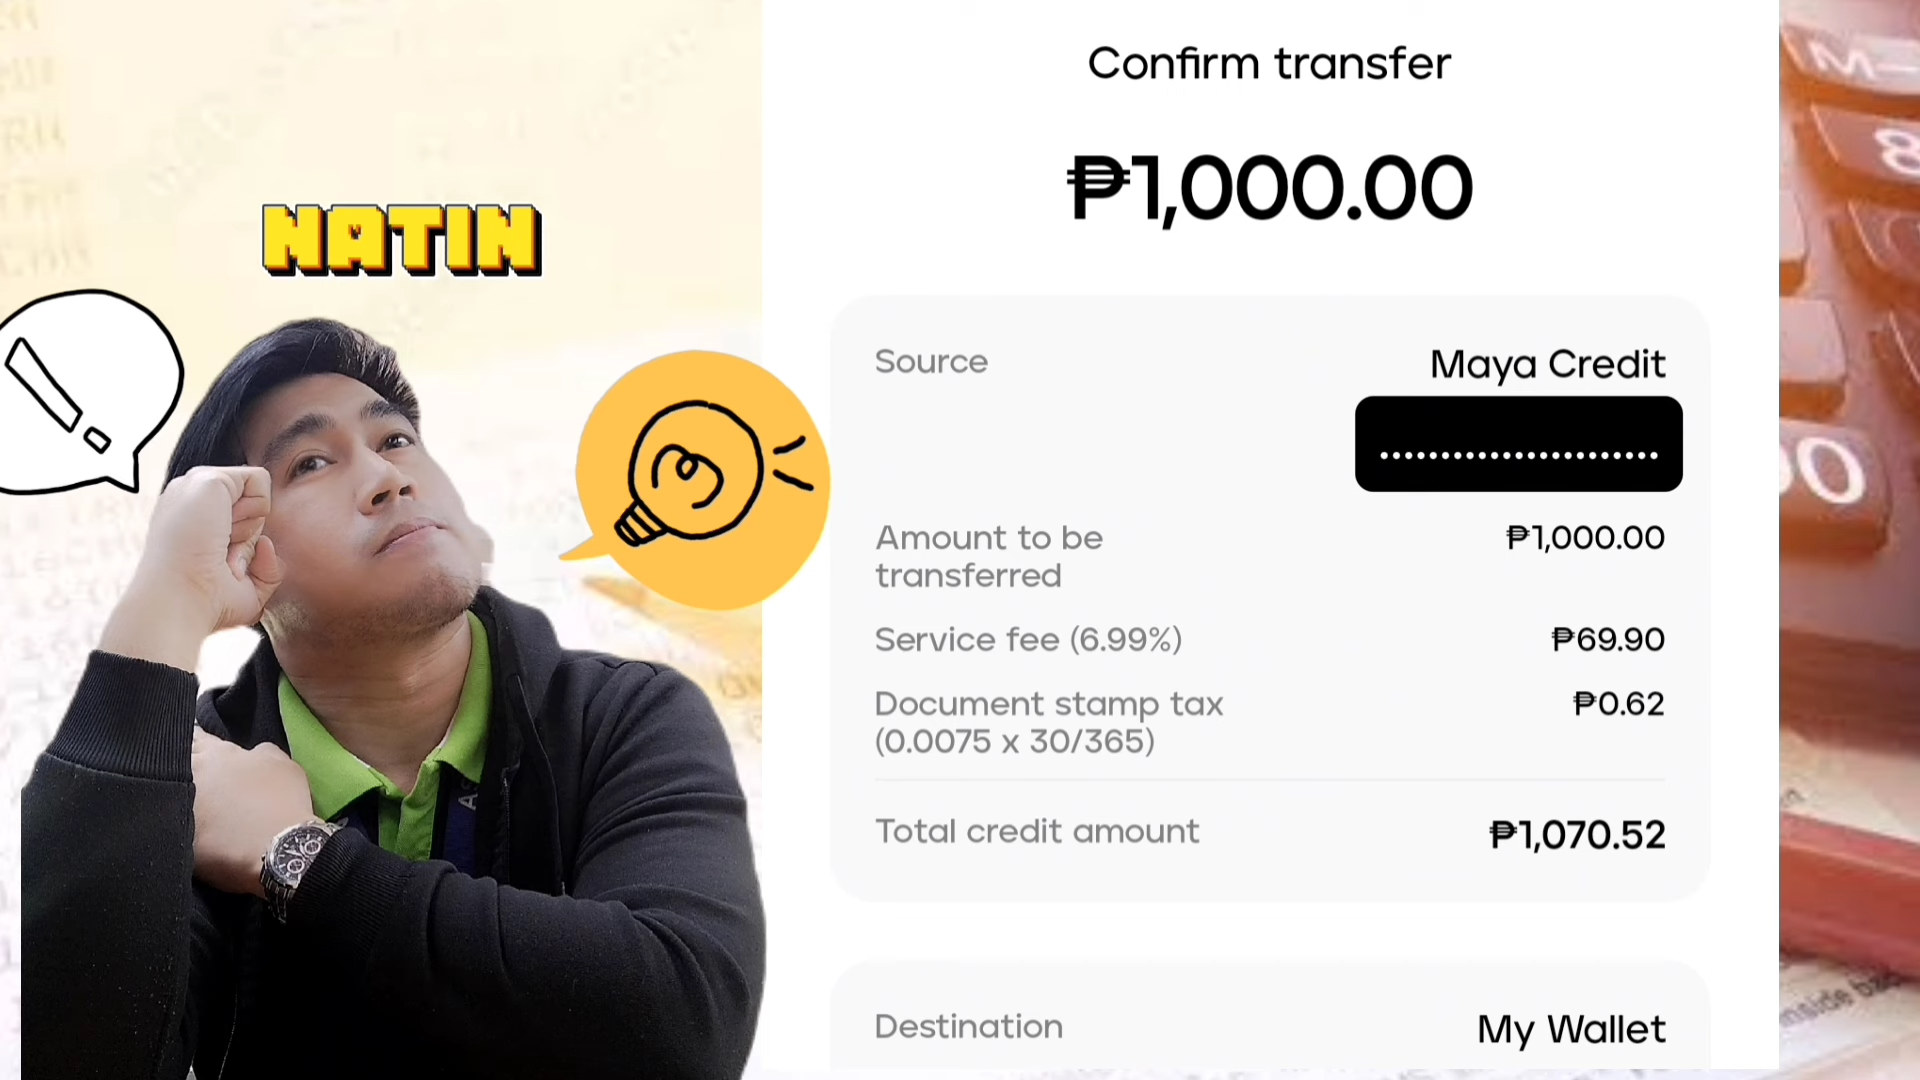 NATIN
Confirm transfer
₱1,000.00
Source
Maya Credit
Amount to be
transferred
₱1,000.00
Service fee (6.99%)
₱69.90
Document stamp tax
(0.0075 x 30/365)
₱0.62
Total credit amount
₱1,070.52
Destination
My Wallet